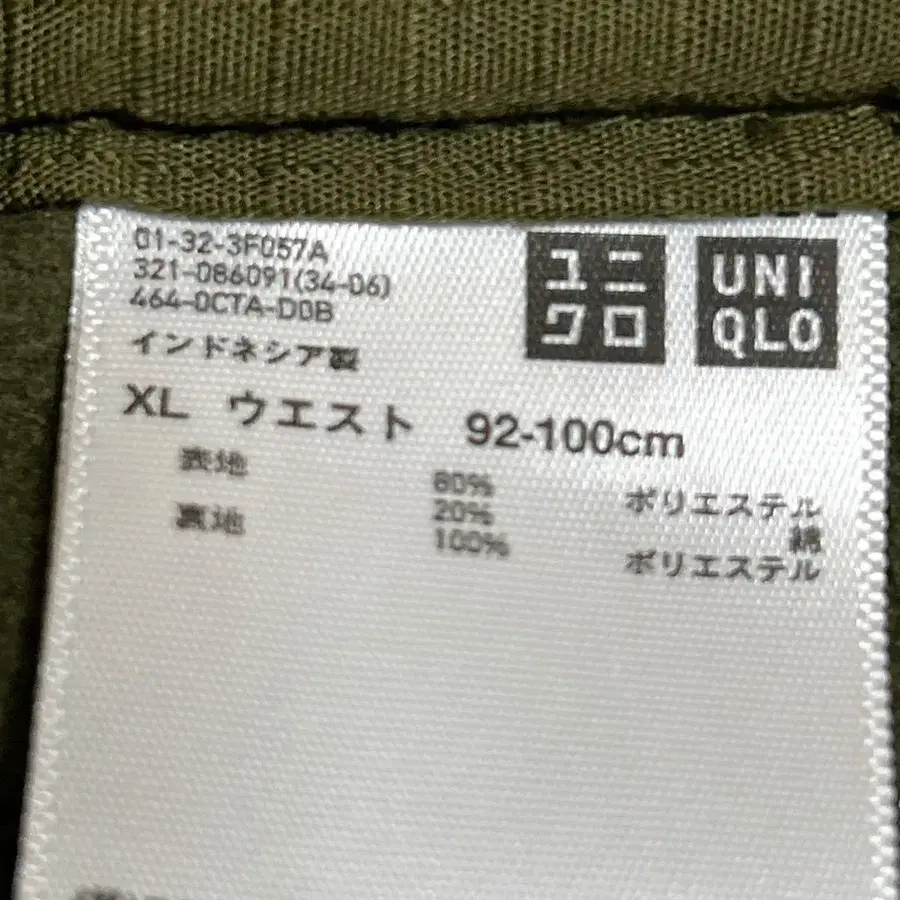 01-32-3F057A
321-086091(34-06)
464-0CTA-D0B
インドネシア製
ユニ
クロ
UNI
QLO
XL ウエスト 92-100cm
表地 80% ポリエステル
20% 綿
裏地 100% ポリエステル